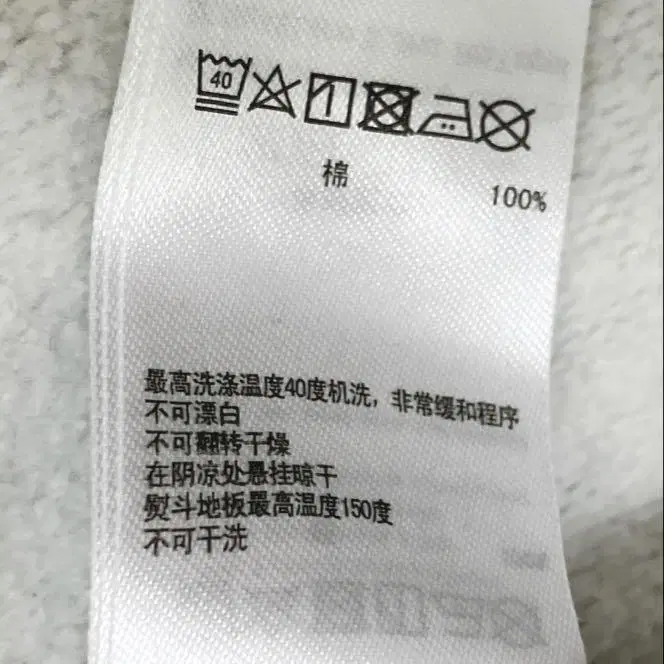 40
棉 100%
最高洗涤温度40度机洗，非常缓和程序
不可漂白
不可翻转干燥
在阴凉处悬挂晾干
熨斗地板最高温度150度
不可干洗